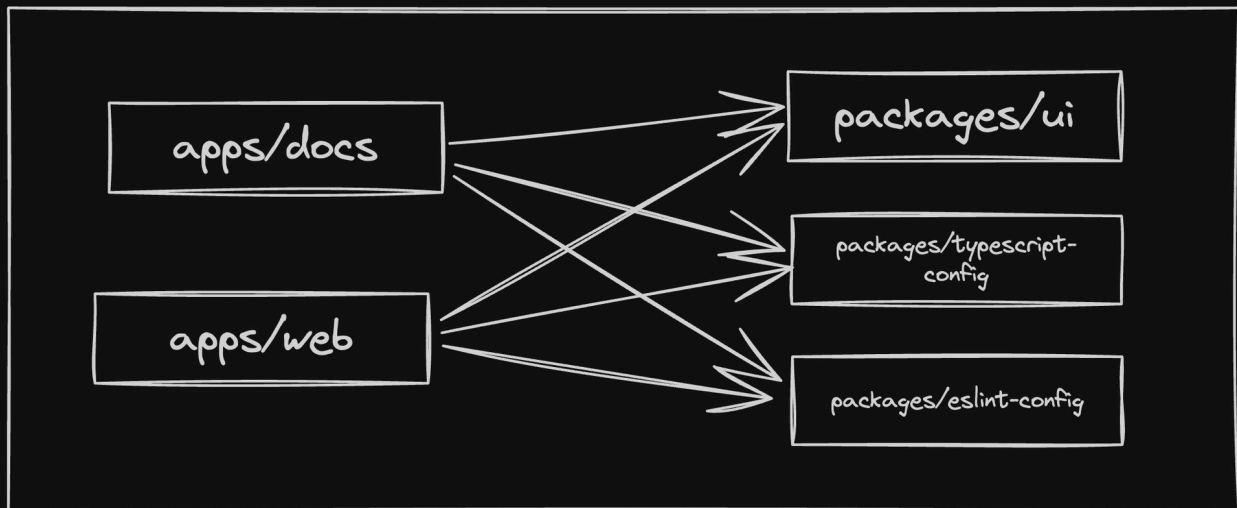 apps/docs
apps/web
packages/ui
packages/typescript-
config
packages/eslint-config